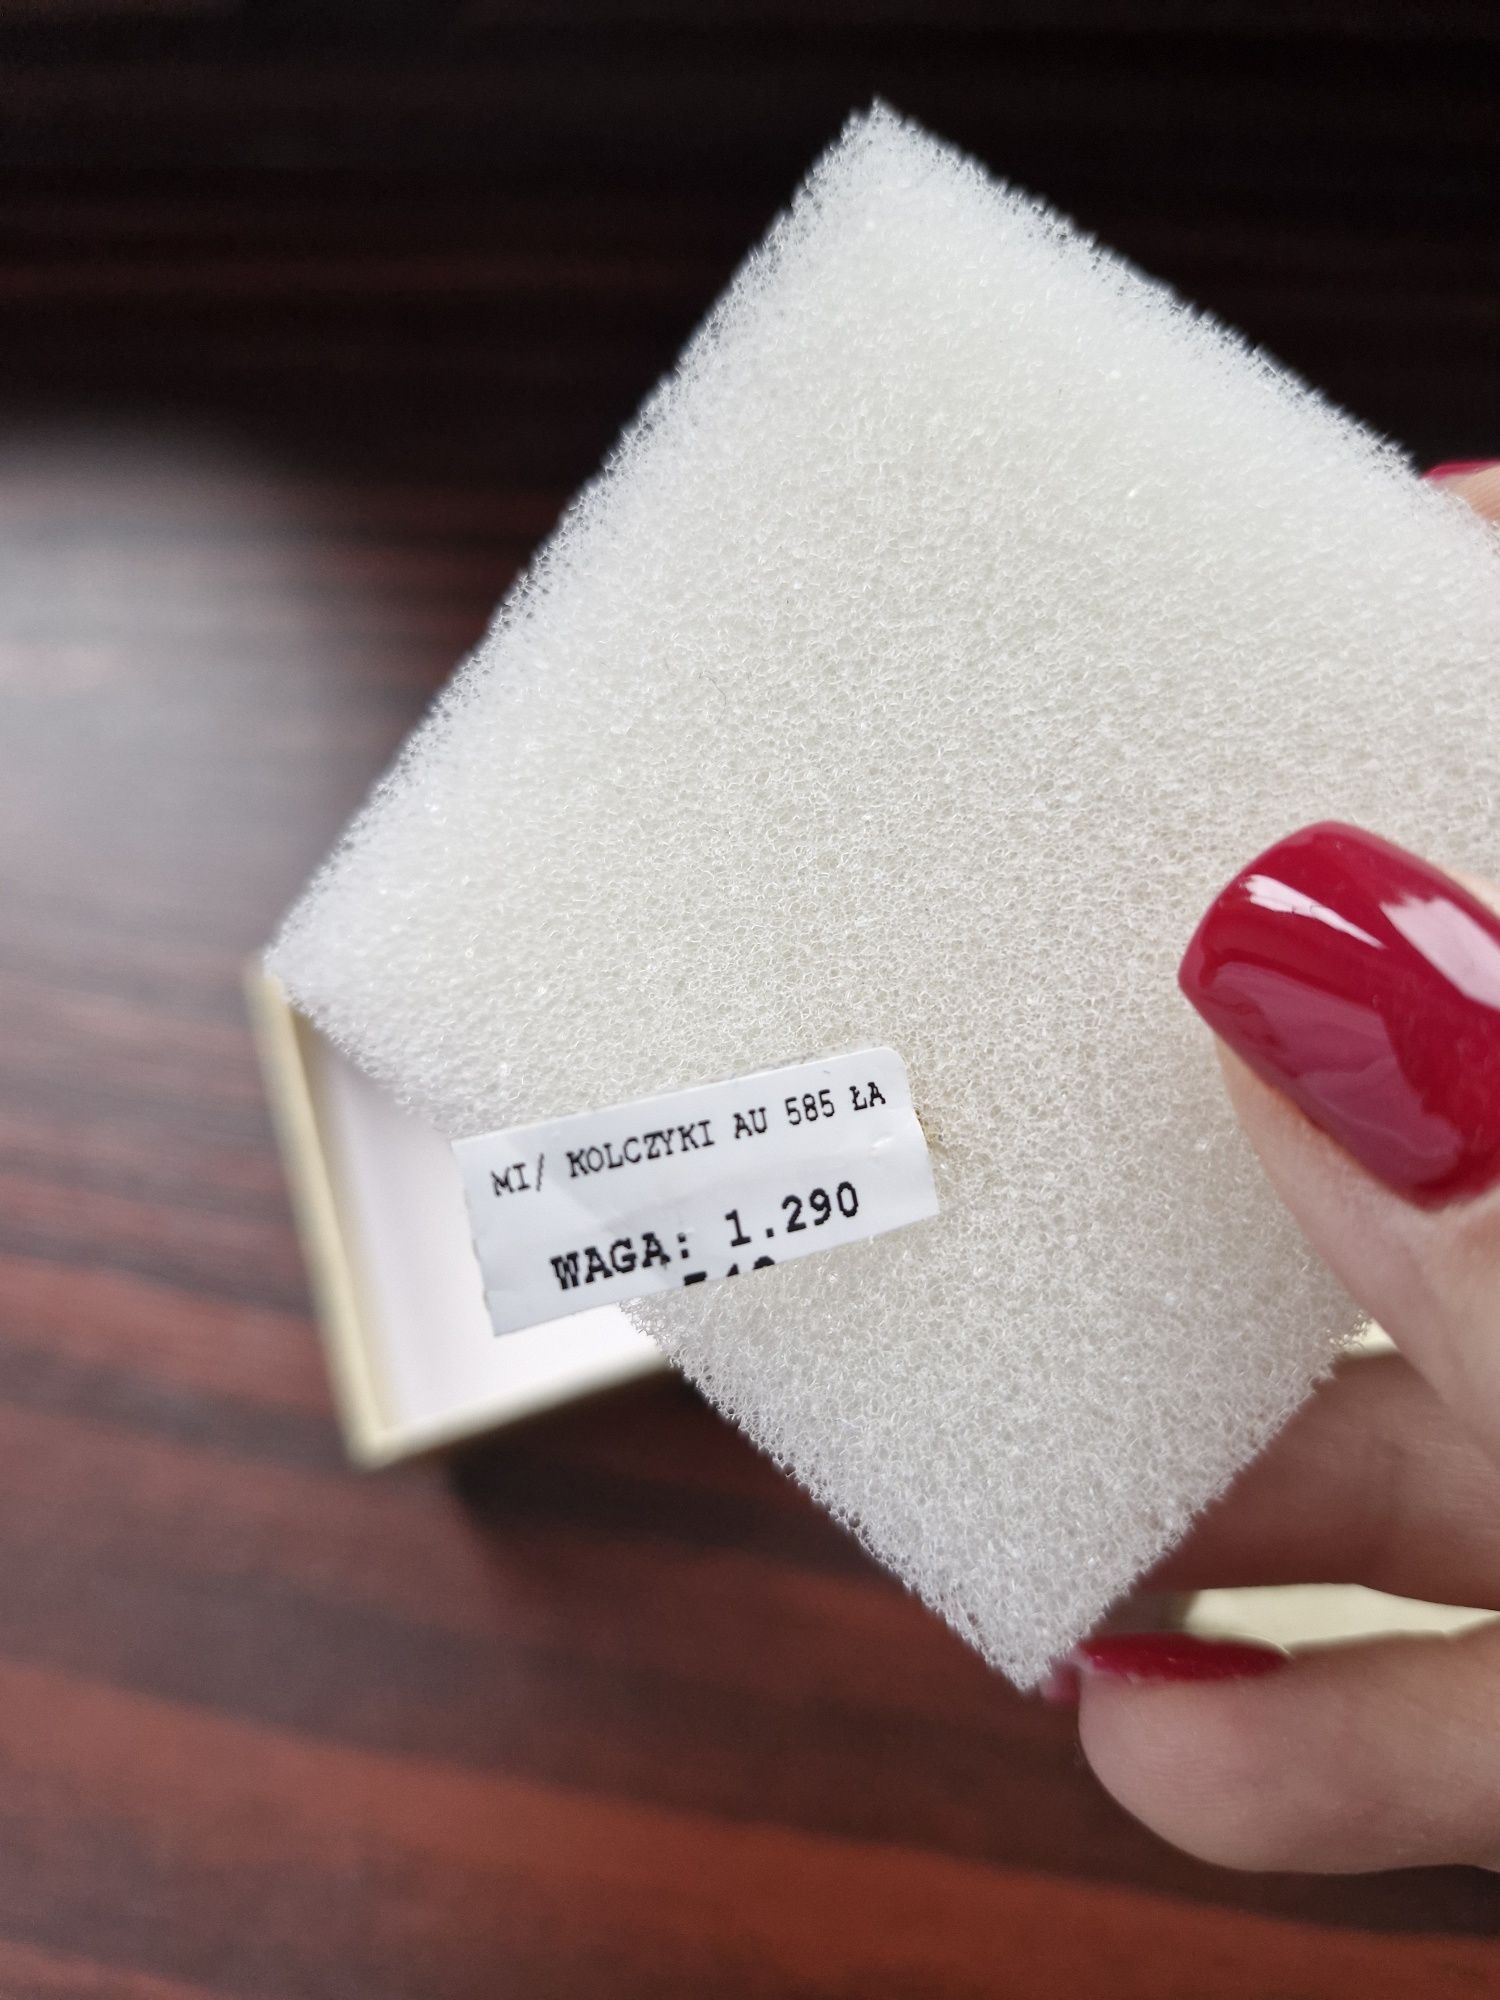 MI/ KOLCZYKI AU 585 ŁA
WAGA: 1.290